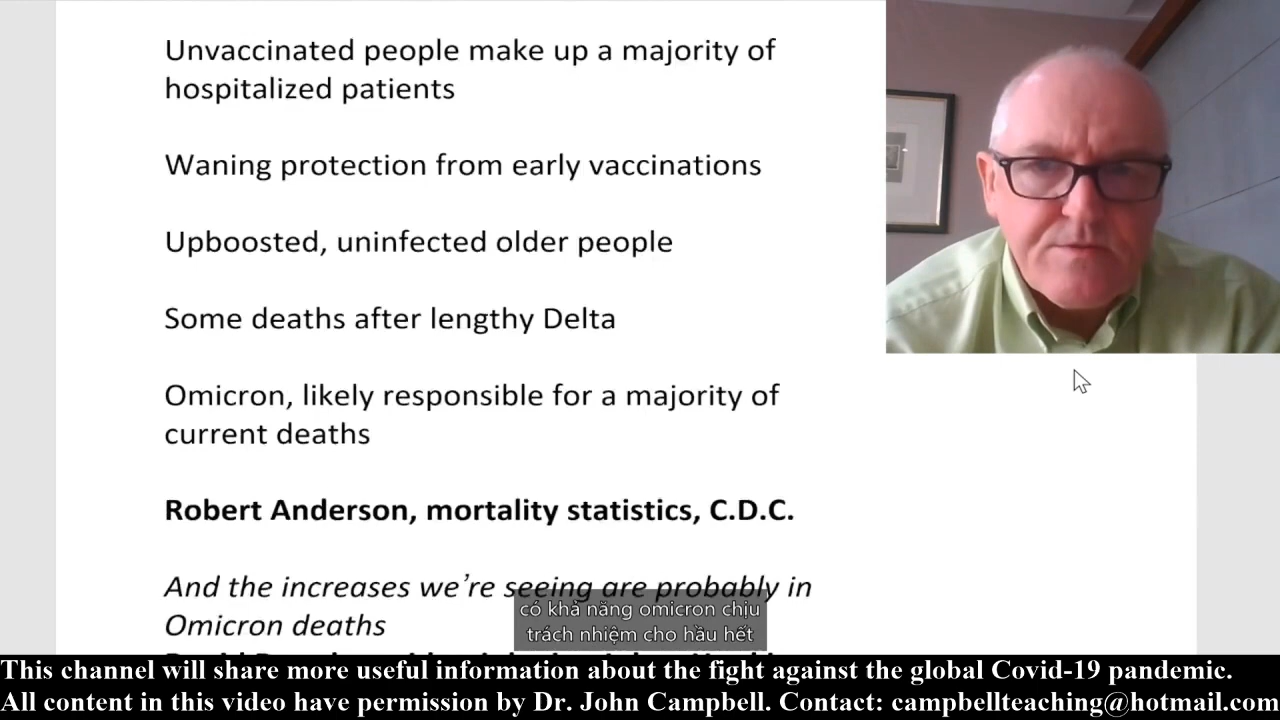 Unvaccinated people make up a majority of
hospitalized patients
Waning protection from early vaccinations
Upboosted, uninfected older people
Some deaths after lengthy Delta
Omicron, likely responsible for a majority of
current deaths
Robert Anderson, mortality statistics, C.D.C.
And the increases we’re seeing are probably in
Omicron deaths
có khả năng omicron chịu
trách nhiệm cho hầu hết
This channel will share more useful information about the fight against the global Covid-19 pandemic.
All content in this video have permission by Dr. John Campbell. Contact: campbellteaching@hotmail.com